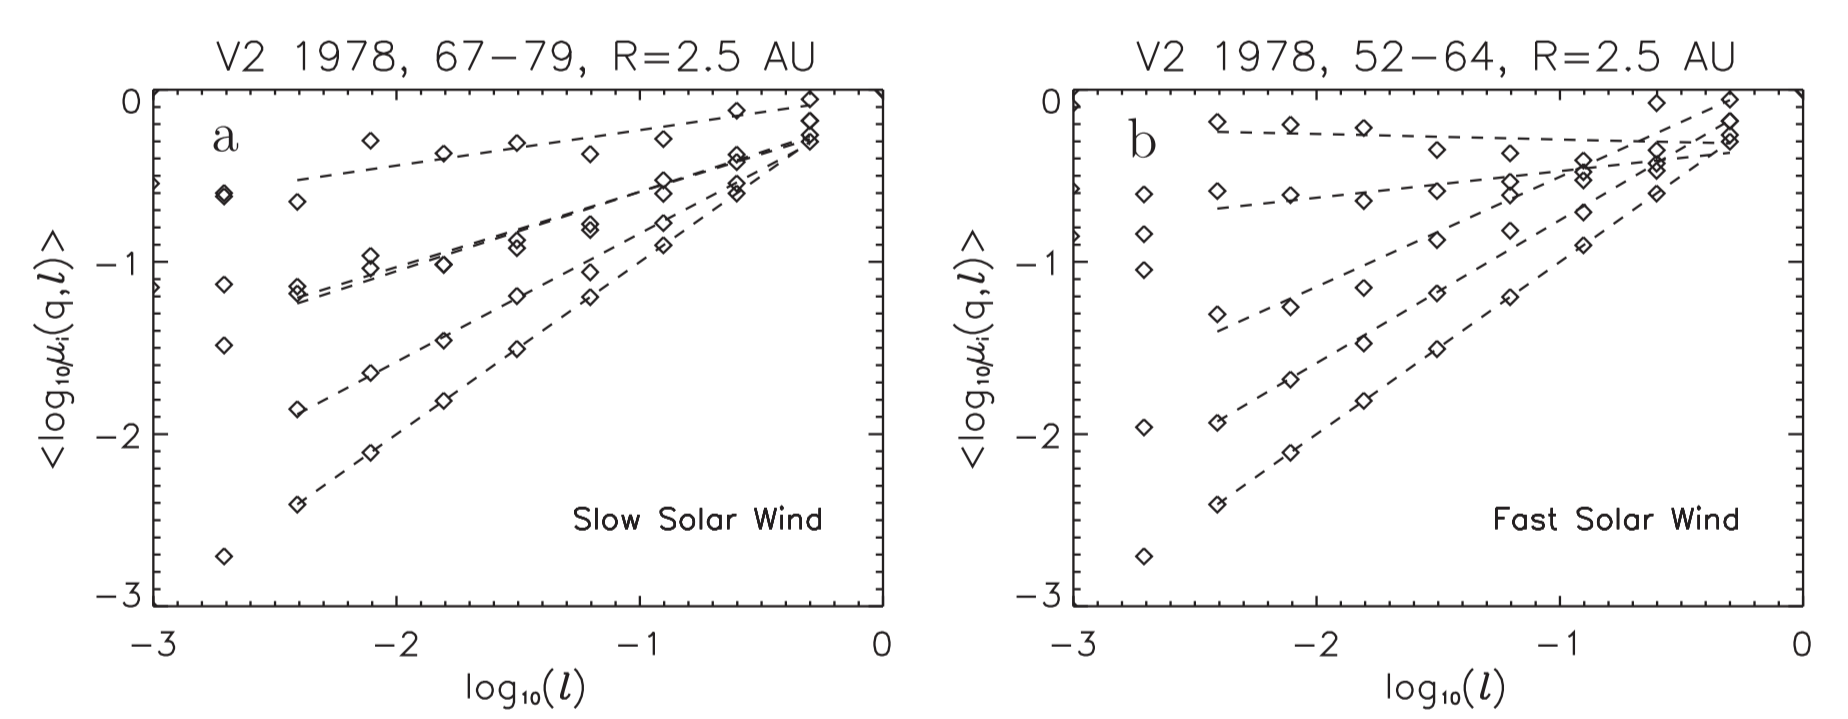 V2 1978, 67−79, R=2.5 AU
a
0
−1
−2
−3
<log₁₀μᵢ(q,l)>
Slow Solar Wind
−3 −2 −1 0
log₁₀(l)
V2 1978, 52−64, R=2.5 AU
b
0
−1
−2
−3
<log₁₀μᵢ(q,l)>
Fast Solar Wind
−3 −2 −1 0
log₁₀(l)